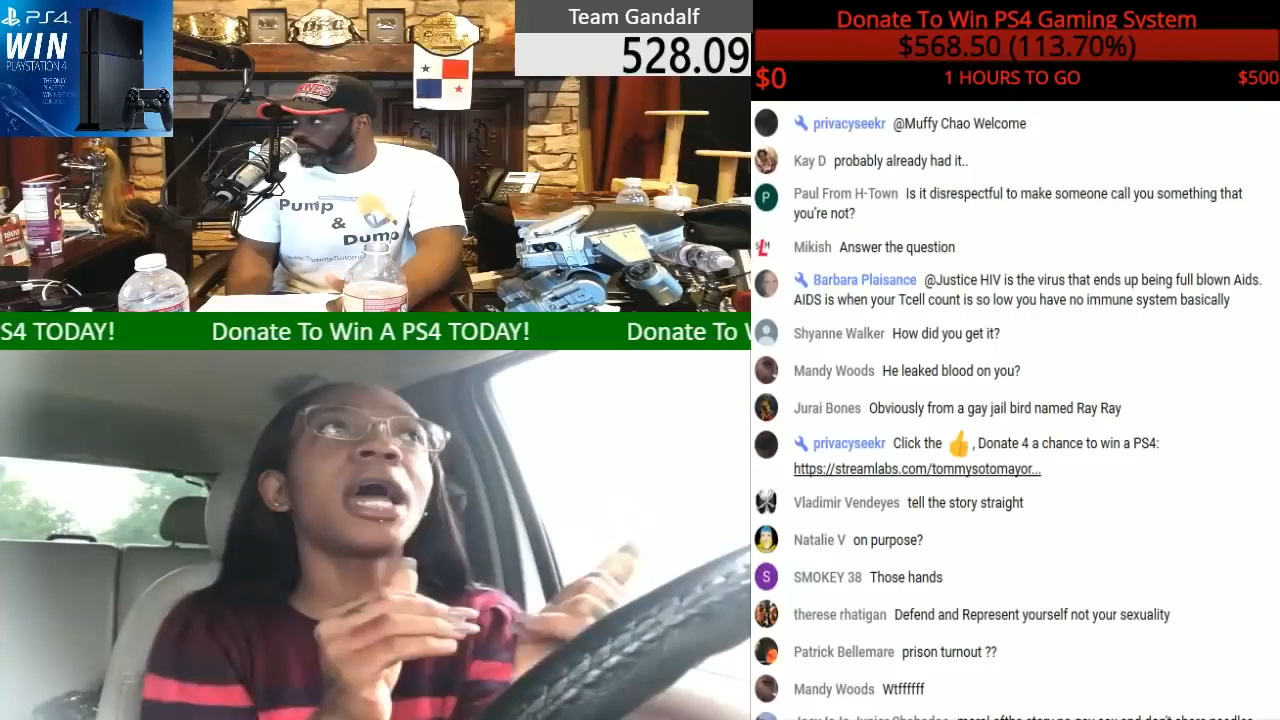 PS4
WIN
PLAYSTATION 4
Team Gandalf
528.09
Pump
&
Dump
S4 TODAY!
Donate To Win A PS4 TODAY!
Donate To
Donate To Win PS4 Gaming System
$568.50 (113.70%)
$0
1 HOURS TO GO
$500
privacyseekr @Muffy Chao Welcome
Kay D probably already had it..
Paul From H-Town Is it disrespectful to make someone call you something that
you're not?
Mikish Answer the question
Barbara Plaisance @Justice HIV is the virus that ends up being full blown Aids.
AIDS is when your Tcell count is so low you have no immune system basically
Shyanne Walker How did you get it?
Mandy Woods He leaked blood on you?
Jurai Bones Obviously from a gay jail bird named Ray Ray
privacyseekr Click the 👍, Donate 4 a chance to win a PS4:
https://streamlabs.com/tommysotomayor...
Vladimir Vendeyes tell the story straight
Natalie V on purpose?
SMOKEY 38 Those hands
therese rhatigan Defend and Represent yourself not your sexuality
Patrick Bellemare prison turnout ??
Mandy Woods Wtffffff